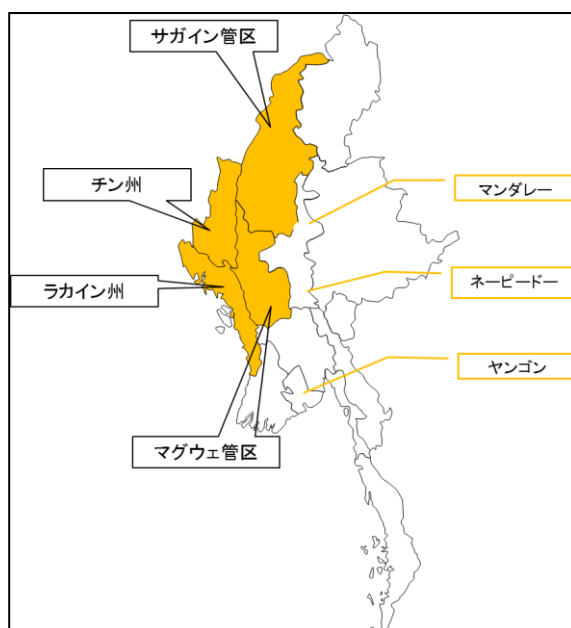 サガイン管区
チン州
マンダレー
ラカイン州
ネーピードー
ヤンゴン
マグウェ管区